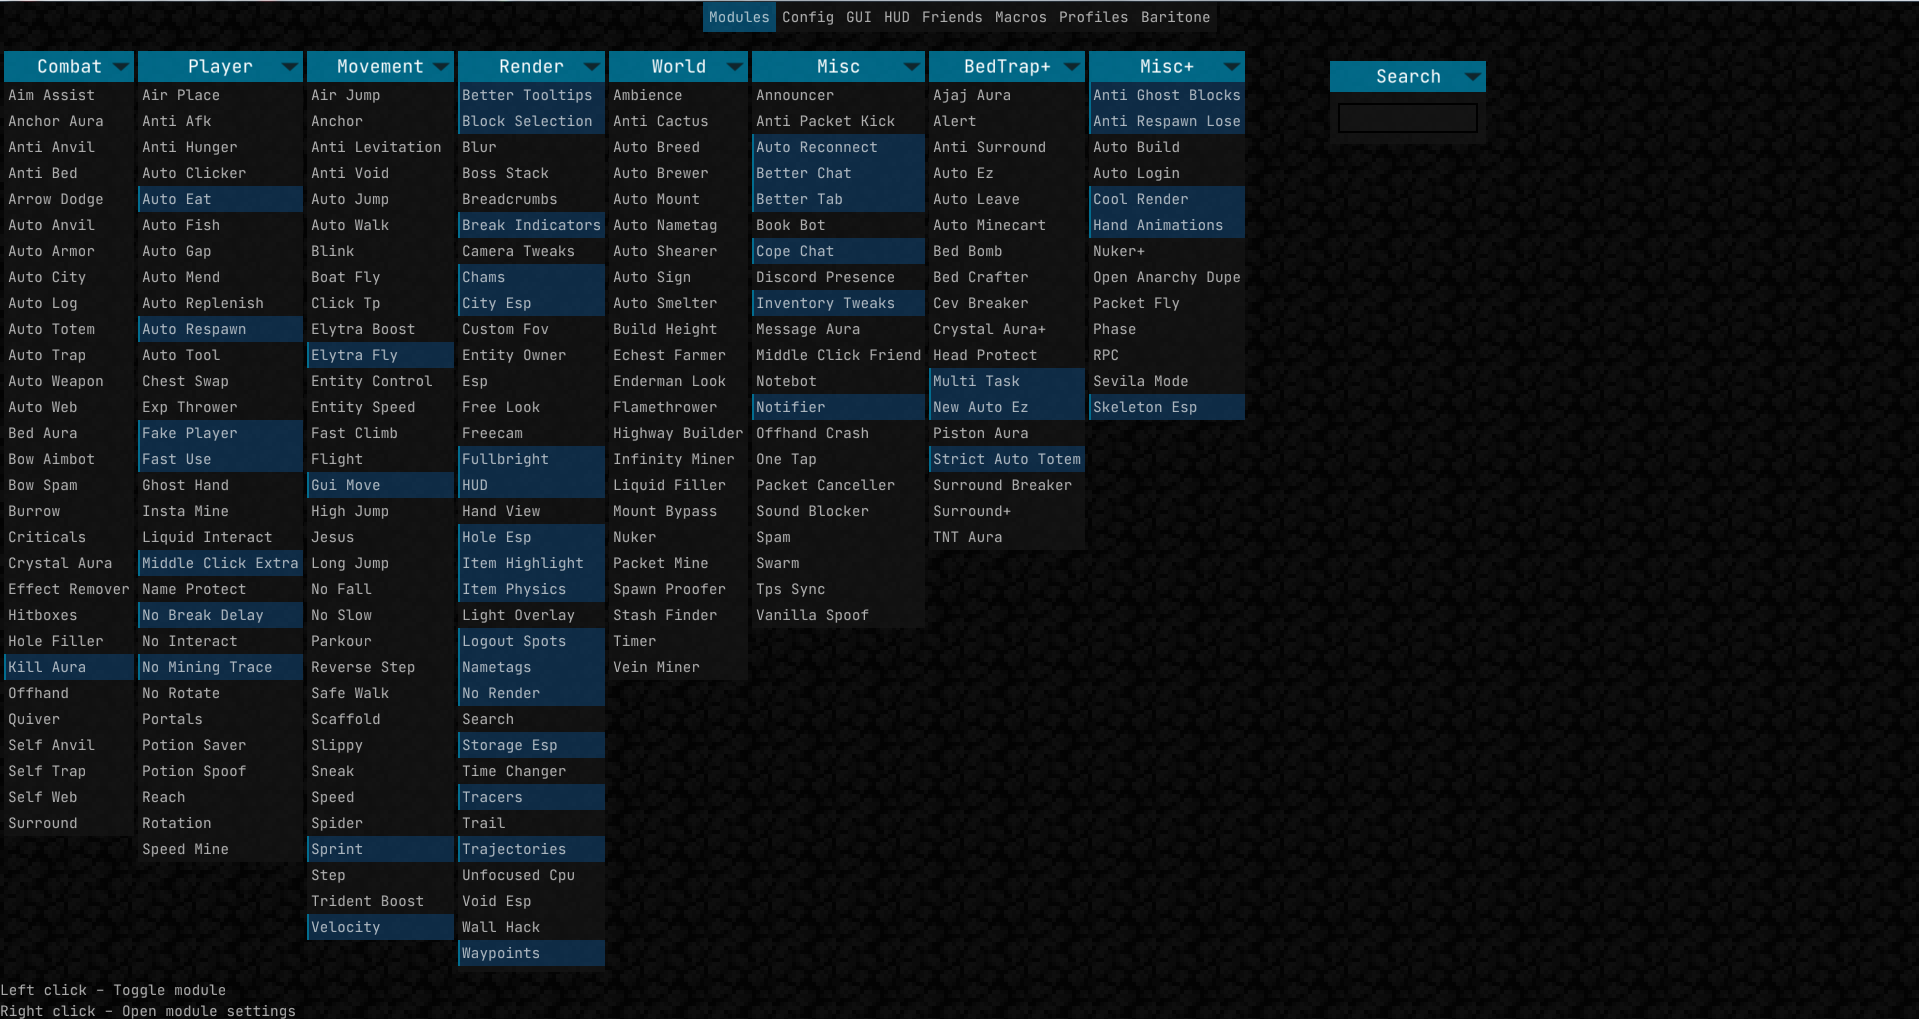 Modules Config GUI HUD Friends Macros Profiles Baritone
Combat
Aim Assist
Anchor Aura
Anti Anvil
Anti Bed
Arrow Dodge
Auto Anvil
Auto Armor
Auto City
Auto Log
Auto Totem
Auto Trap
Auto Weapon
Auto Web
Bed Aura
Bow Aimbot
Bow Spam
Burrow
Criticals
Crystal Aura
Effect Remover
Hitboxes
Hole Filler
Kill Aura
Offhand
Quiver
Self Anvil
Self Trap
Self Web
Surround
Player
Air Place
Anti Afk
Anti Hunger
Auto Clicker
Auto Eat
Auto Fish
Auto Gap
Auto Mend
Auto Replenish
Auto Respawn
Auto Tool
Chest Swap
Exp Thrower
Fake Player
Fast Use
Ghost Hand
Insta Mine
Liquid Interact
Middle Click Extra
Name Protect
No Break Delay
No Interact
No Mining Trace
No Rotate
Portals
Potion Saver
Potion Spoof
Reach
Rotation
Speed Mine
Movement
Air Jump
Anchor
Anti Levitation
Anti Void
Auto Jump
Auto Walk
Blink
Boat Fly
Click Tp
Elytra Boost
Elytra Fly
Entity Control
Entity Speed
Fast Climb
Flight
Gui Move
High Jump
Jesus
Long Jump
No Fall
No Slow
Parkour
Reverse Step
Safe Walk
Scaffold
Slippy
Sneak
Speed
Spider
Sprint
Step
Trident Boost
Velocity
Render
Better Tooltips
Block Selection
Blur
Boss Stack
Breadcrumbs
Break Indicators
Camera Tweaks
Chams
City Esp
Custom Fov
Entity Owner
Esp
Free Look
Freecam
Fullbright
HUD
Hand View
Hole Esp
Item Highlight
Item Physics
Light Overlay
Logout Spots
Nametags
No Render
Search
Storage Esp
Time Changer
Tracers
Trail
Trajectories
Unfocused Cpu
Void Esp
Wall Hack
Waypoints
World
Ambience
Anti Cactus
Auto Breed
Auto Brewer
Auto Mount
Auto Nametag
Auto Shearer
Auto Sign
Auto Smelter
Build Height
Echest Farmer
Enderman Look
Flamethrower
Highway Builder
Infinity Miner
Liquid Filler
Mount Bypass
Nuker
Packet Mine
Spawn Proofer
Stash Finder
Timer
Vein Miner
Misc
Announcer
Anti Packet Kick
Auto Reconnect
Better Chat
Better Tab
Book Bot
Cope Chat
Discord Presence
Inventory Tweaks
Message Aura
Middle Click Friend
Notebot
Notifier
Offhand Crash
One Tap
Packet Canceller
Sound Blocker
Spam
Swarm
Tps Sync
Vanilla Spoof
BedTrap+
Ajaj Aura
Alert
Anti Surround
Auto Ez
Auto Leave
Auto Minecart
Bed Bomb
Bed Crafter
Cev Breaker
Crystal Aura+
Head Protect
Multi Task
New Auto Ez
Piston Aura
Strict Auto Totem
Surround Breaker
Surround+
TNT Aura
Misc+
Anti Ghost Blocks
Anti Respawn Lose
Auto Build
Auto Login
Cool Render
Hand Animations
Nuker+
Open Anarchy Dupe
Packet Fly
Phase
RPC
Sevila Mode
Skeleton Esp
Search
Left click - Toggle module
Right click - Open module settings